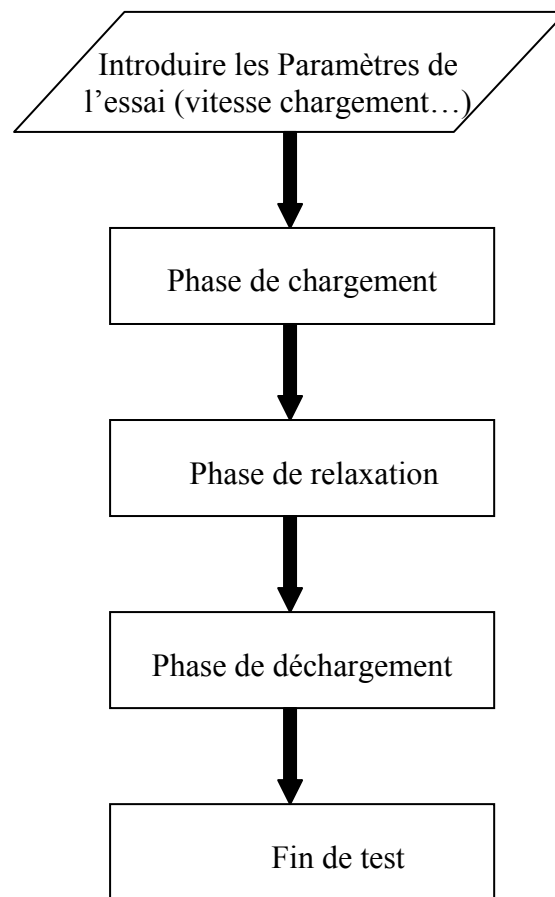 Introduire les Paramètres de
l’essai (vitesse chargement…)
Phase de chargement
Phase de relaxation
Phase de déchargement
Fin de test